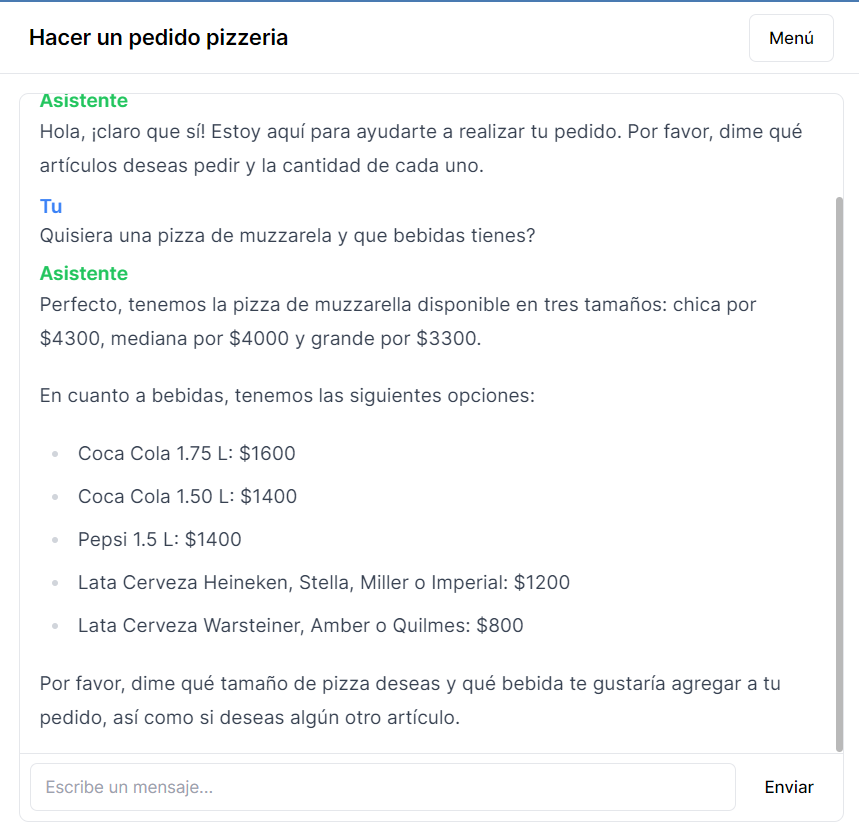 Hacer un pedido pizzeria
Menú
Asistente
Hola, ¡claro que sí! Estoy aquí para ayudarte a realizar tu pedido. Por favor, dime qué
artículos deseas pedir y la cantidad de cada uno.
Tu
Quisiera una pizza de muzzarela y que bebidas tienes?
Asistente
Perfecto, tenemos la pizza de muzzarella disponible en tres tamaños: chica por
$4300, mediana por $4000 y grande por $3300.
En cuanto a bebidas, tenemos las siguientes opciones:
Coca Cola 1.75 L: $1600
Coca Cola 1.50 L: $1400
Pepsi 1.5 L: $1400
Lata Cerveza Heineken, Stella, Miller o Imperial: $1200
Lata Cerveza Warsteiner, Amber o Quilmes: $800
Por favor, dime qué tamaño de pizza deseas y qué bebida te gustaría agregar a tu
pedido, así como si deseas algún otro artículo.
Escribe un mensaje...
Enviar